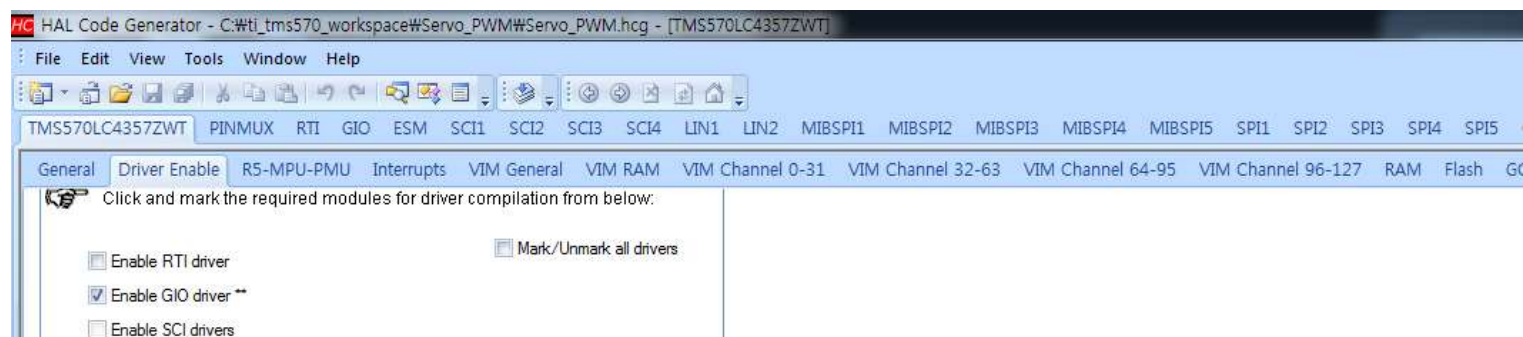 HC HAL Code Generator - C:₩ti_tms570_workspace₩Servo_PWM₩Servo_PWM.hcg - [TMS570LC4357ZWT]
File Edit View Tools Window Help
TMS570LC4357ZWT PINMUX RTI GIO ESM SCI1 SCI2 SCI3 SCI4 LIN1 LIN2 MIBSPI1 MIBSPI2 MIBSPI3 MIBSPI4 MIBSPI5 SPI1 SPI2 SPI3 SPI4 SPI5
General Driver Enable R5-MPU-PMU Interrupts VIM General VIM RAM VIM Channel 0-31 VIM Channel 32-63 VIM Channel 64-95 VIM Channel 96-127 RAM Flash
Click and mark the required modules for driver compilation from below:
Mark/Unmark all drivers
Enable RTI driver
Enable GIO driver **
Enable SCI drivers